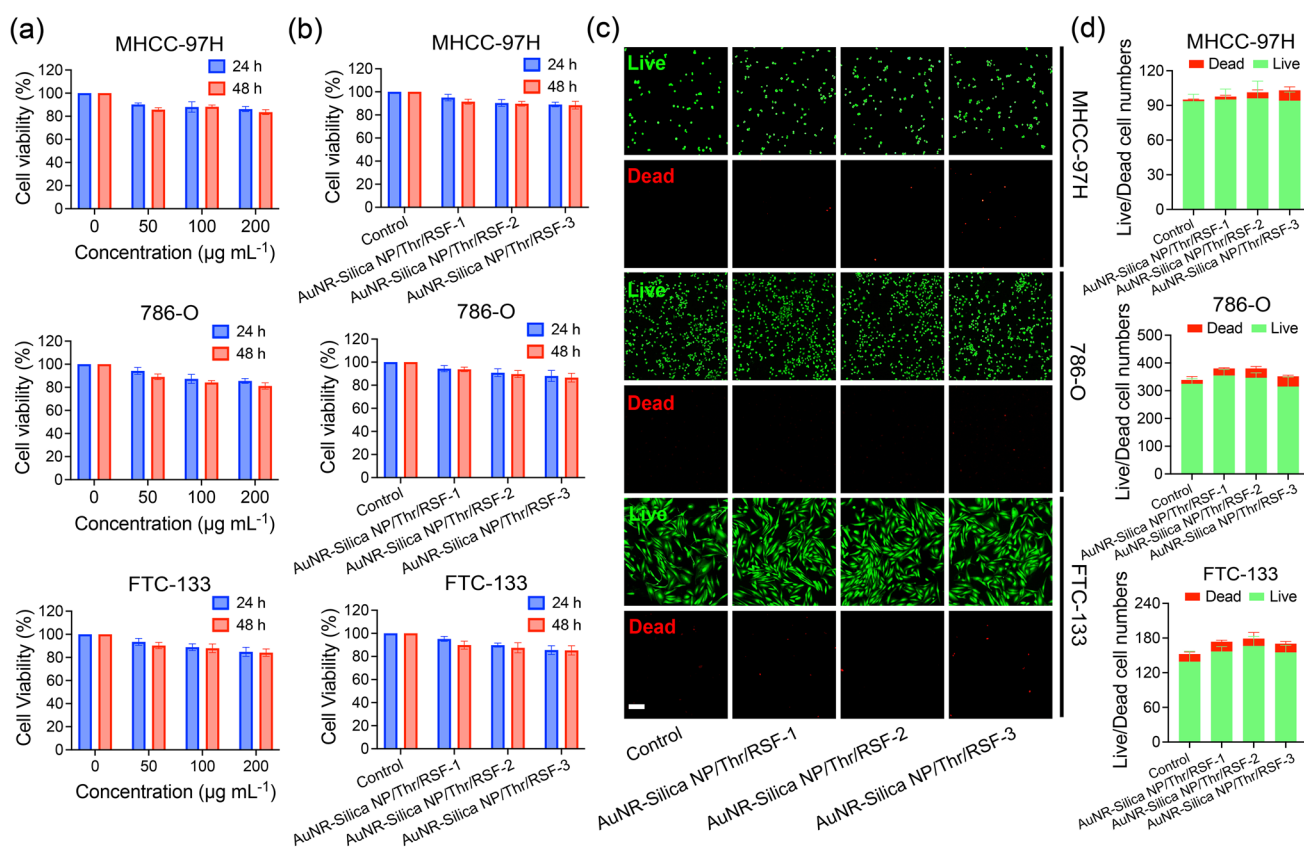 (a)
MHCC-97H
24 h
48 h
Cell viability (%)
120
100
80
60
40
20
0
0
50
100
200
Concentration (µg mL⁻¹)
786-O
24 h
48 h
Cell viability (%)
120
100
80
60
40
20
0
0
50
100
200
Concentration (µg mL⁻¹)
FTC-133
24 h
48 h
Cell Viability (%)
120
100
80
60
40
20
0
0
50
100
200
Concentration (µg mL⁻¹)
(b)
MHCC-97H
24 h
48 h
Cell viability (%)
120
100
80
60
40
20
0
Control
AuNR-Silica NP/Thr/RSF-1
AuNR-Silica NP/Thr/RSF-2
AuNR-Silica NP/Thr/RSF-3
786-O
24 h
48 h
Cell viability (%)
120
100
80
60
40
20
0
Control
AuNR-Silica NP/Thr/RSF-1
AuNR-Silica NP/Thr/RSF-2
AuNR-Silica NP/Thr/RSF-3
FTC-133
24 h
48 h
Cell Viability (%)
120
100
80
60
40
20
0
Control
AuNR-Silica NP/Thr/RSF-1
AuNR-Silica NP/Thr/RSF-2
AuNR-Silica NP/Thr/RSF-3
(c)
Live
Dead
MHCC-97H
Live
Dead
786-O
Live
Dead
FTC-133
Control
AuNR-Silica NP/Thr/RSF-1
AuNR-Silica NP/Thr/RSF-2
AuNR-Silica NP/Thr/RSF-3
(d)
MHCC-97H
Dead
Live
Live/Dead cell numbers
120
90
60
30
0
Control
AuNR-Silica NP/Thr/RSF-1
AuNR-Silica NP/Thr/RSF-2
AuNR-Silica NP/Thr/RSF-3
786-O
Dead
Live
Live/Dead cell numbers
500
400
300
200
100
0
Control
AuNR-Silica NP/Thr/RSF-1
AuNR-Silica NP/Thr/RSF-2
AuNR-Silica NP/Thr/RSF-3
FTC-133
Dead
Live
Live/Dead cell numbers
240
180
120
60
0
Control
AuNR-Silica NP/Thr/RSF-1
AuNR-Silica NP/Thr/RSF-2
AuNR-Silica NP/Thr/RSF-3